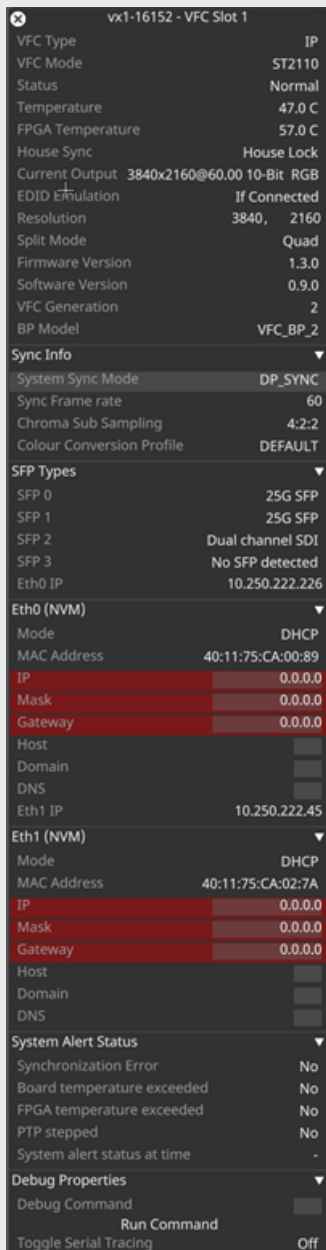 vx1-16152 - VFC Slot 1
VFC Type IP
VFC Mode ST2110
Status Normal
Temperature 47.0 C
FPGA Temperature 57.0 C
House Sync House Lock
Current Output 3840x2160@60.00 10-Bit RGB
EDID Emulation If Connected
Resolution 3840, 2160
Split Mode Quad
Firmware Version 1.3.0
Software Version 0.9.0
VFC Generation 2
BP Model VFC_BP_2
Sync Info
System Sync Mode DP_SYNC
Sync Frame rate 60
Chroma Sub Sampling 4:2:2
Colour Conversion Profile DEFAULT
SFP Types
SFP 0 25G SFP
SFP 1 25G SFP
SFP 2 Dual channel SDI
SFP 3 No SFP detected
Eth0 IP 10.250.222.226
Eth0 (NVM)
Mode DHCP
MAC Address 40:11:75:CA:00:89
IP 0.0.0.0
Mask 0.0.0.0
Gateway 0.0.0.0
Host
Domain
DNS
Eth1 IP 10.250.222.45
Eth1 (NVM)
Mode DHCP
MAC Address 40:11:75:CA:02:7A
IP 0.0.0.0
Mask 0.0.0.0
Gateway 0.0.0.0
Host
Domain
DNS
System Alert Status
Synchronization Error No
Board temperature exceeded No
FPGA temperature exceeded No
PTP stepped No
System alert status at time -
Debug Properties
Debug Command
Run Command
Toggle Serial Tracing Off